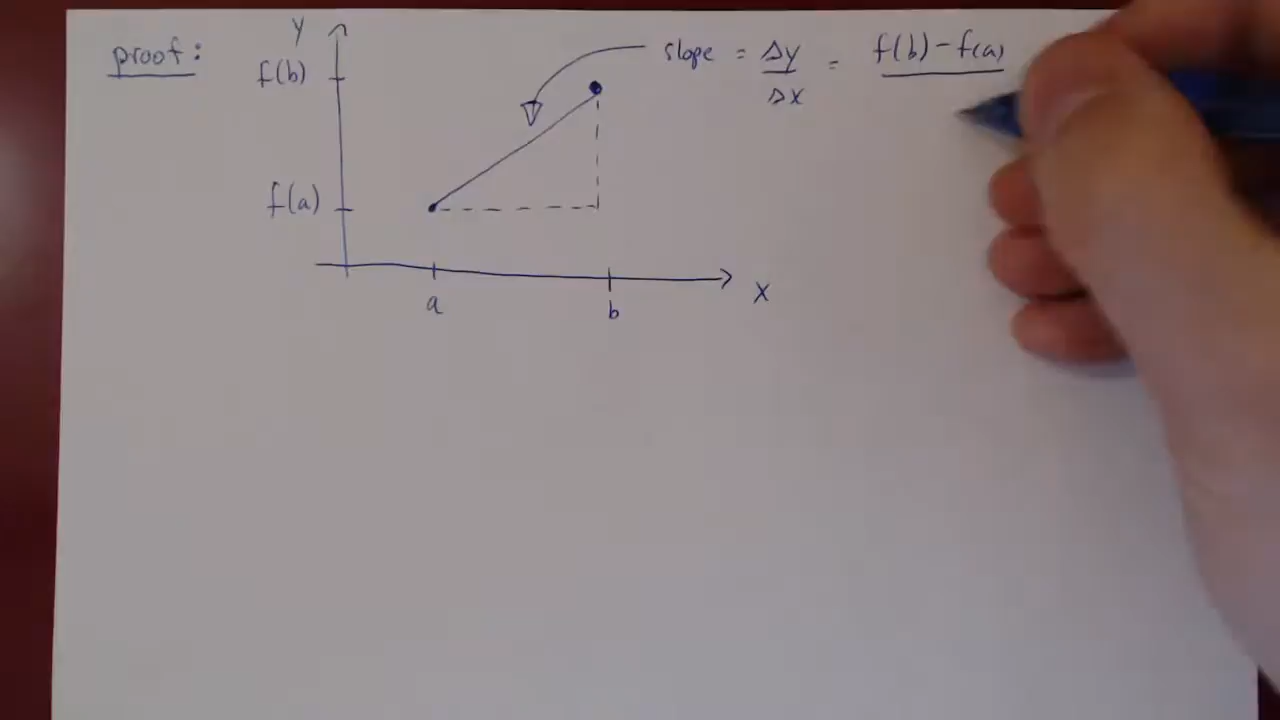 proof:
y
f(b)
slope = Δy/Δx = f(b) - f(a)
f(a)
a
b
x